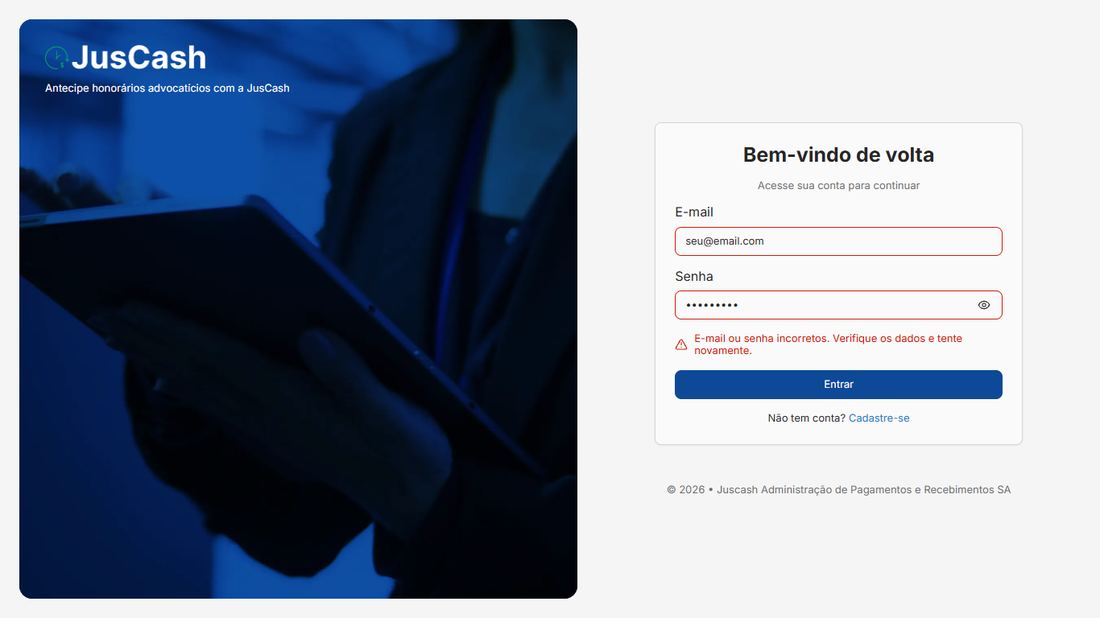 JusCash
Antecipe honorários advocatícios com a JusCash
Bem-vindo de volta
Acesse sua conta para continuar
E-mail
seu@email.com
Senha
•••••••••
E-mail ou senha incorretos. Verifique os dados e tente
novamente.
Entrar
Não tem conta? Cadastre-se
© 2026 • Juscash Administração de Pagamentos e Recebimentos SA